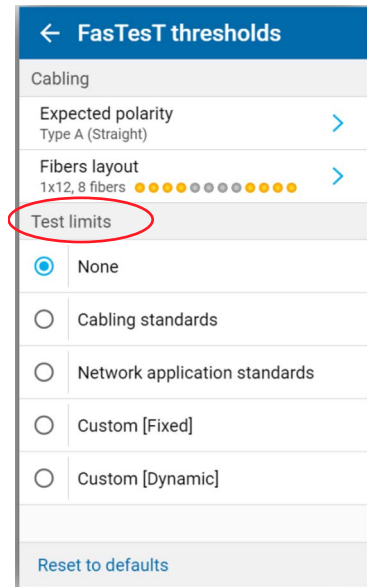 FasTesT thresholds
Cabling
Expected polarity
Type A (Straight)
Fibers layout
1x12, 8 fibers
Test limits
None
Cabling standards
Network application standards
Custom [Fixed]
Custom [Dynamic]
Reset to defaults